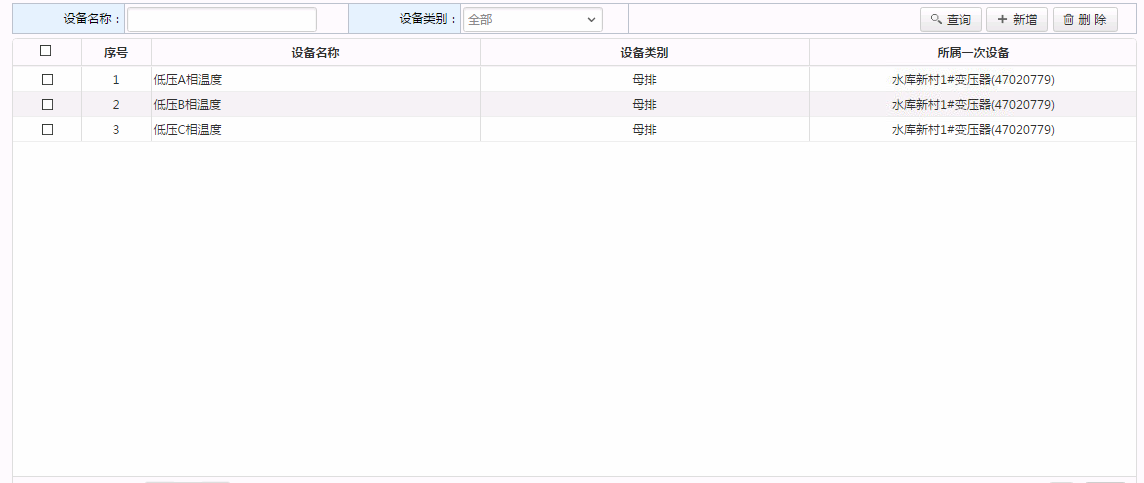 设备名称： 设备类别： 全部 查询 新增 删 除
序号 设备名称 设备类别 所属一次设备
1 低压A相温度 母排 水库新村1#变压器(47020779)
2 低压B相温度 母排 水库新村1#变压器(47020779)
3 低压C相温度 母排 水库新村1#变压器(47020779)